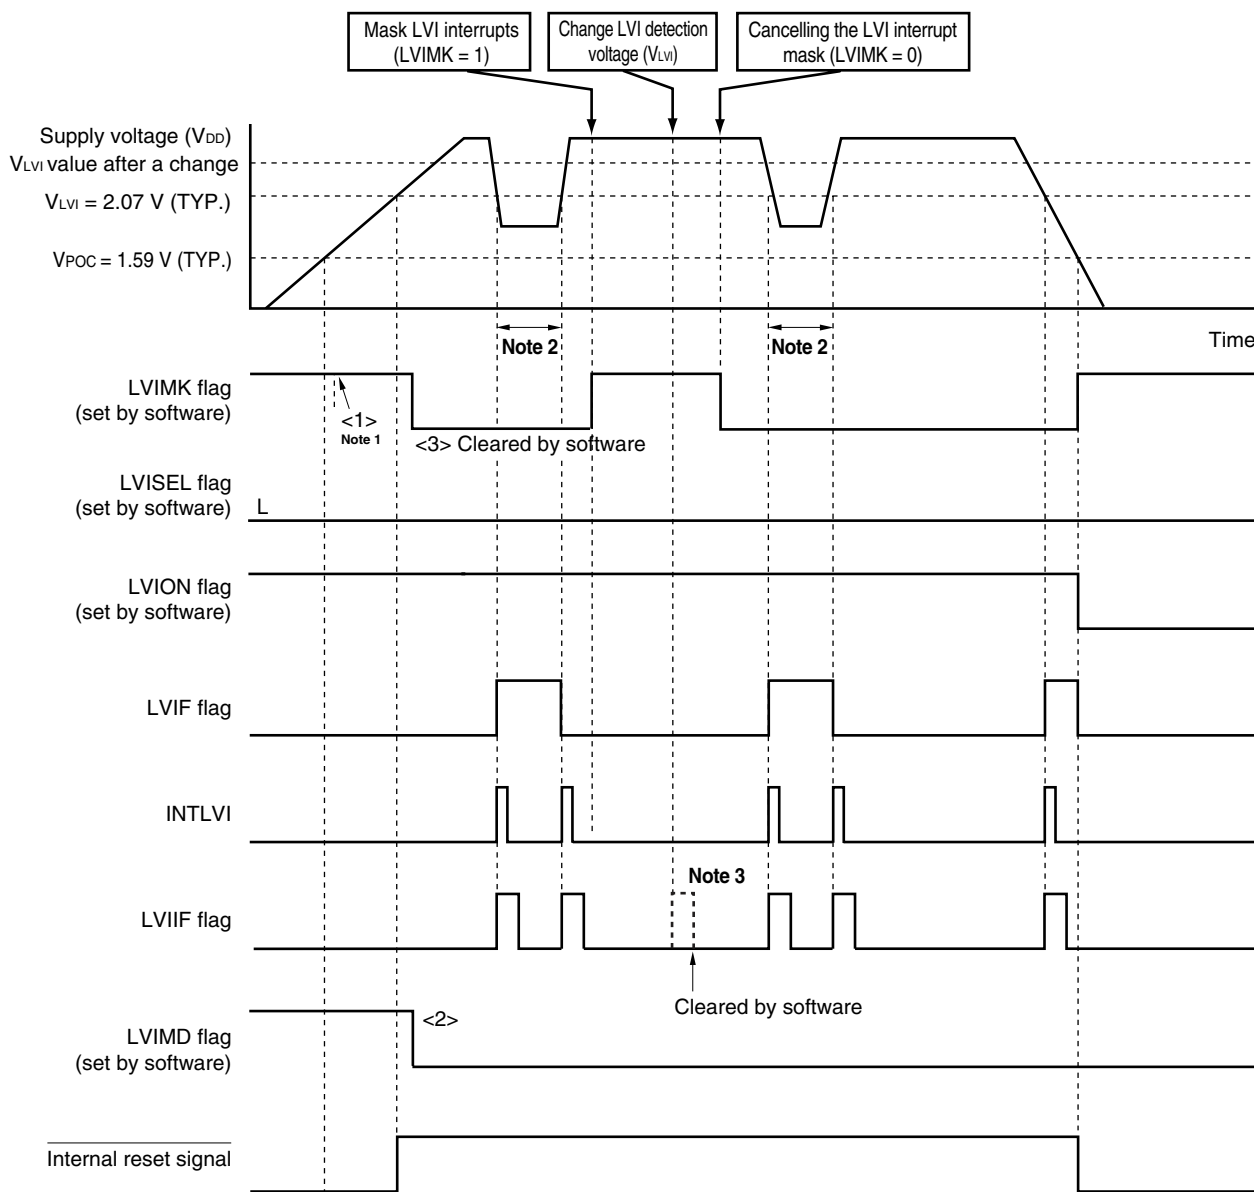 Mask LVI interrupts
(LVIMK = 1)
Change LVI detection
voltage (VLVI)
Cancelling the LVI interrupt
mask (LVIMK = 0)
Supply voltage (VDD)
VLVI value after a change
VLVI = 2.07 V (TYP.)
VPOC = 1.59 V (TYP.)
Time
Note 2
Note 2
LVIMK flag
(set by software)
<1>
Note 1
<3> Cleared by software
LVISEL flag
(set by software)
L
LVION flag
(set by software)
LVIF flag
INTLVI
Note 3
LVIIF flag
Cleared by software
<2>
LVIMD flag
(set by software)
Internal reset signal